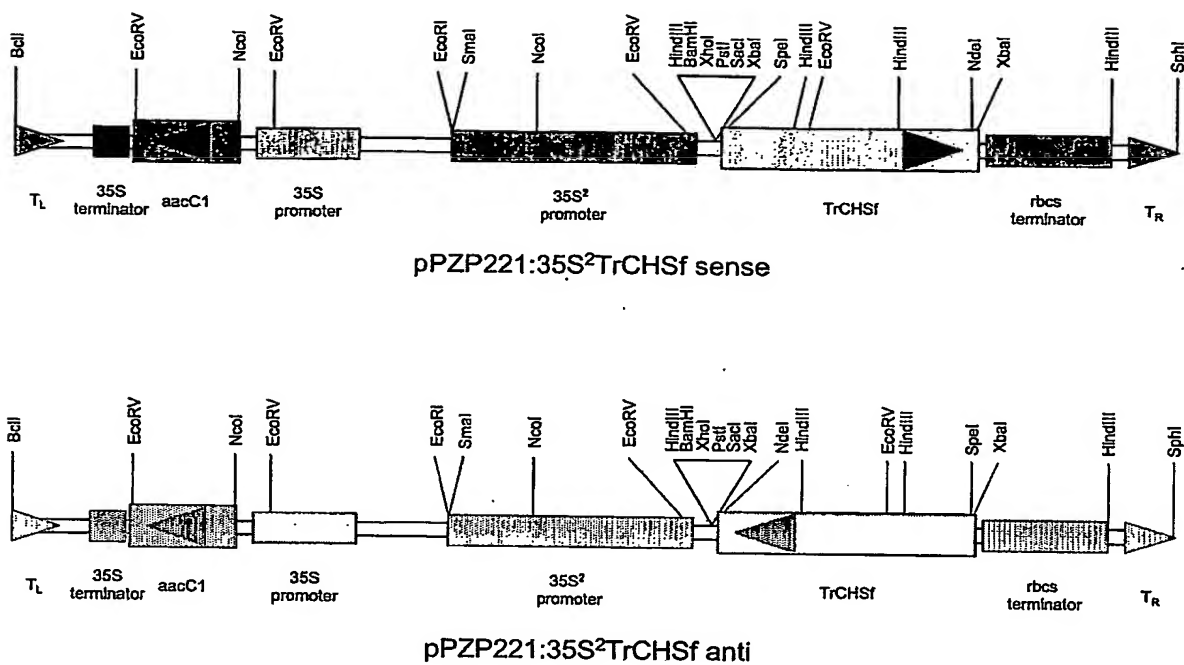 BclI EcoRV NcoI EcoRV EcoRI SmaI NcoI EcoRV HindIII BamHI XhoI PstI SacI XbaI SpeI HindIII EcoRV HindIII NdeI XbaI HindIII SphI
TL 35S terminator aacC1 35S promoter 35S² promoter TrCHSf rbcs terminator TR
pPZP221:35S²TrCHSf sense
BclI EcoRV NcoI EcoRV EcoRI SmaI NcoI EcoRV HindIII BamHI XhoI PstI SacI XbaI NdeI HindIII EcoRV HindIII SpeI XbaI HindIII SphI
TL 35S terminator aacC1 35S promoter 35S² promoter TrCHSf rbcs terminator TR
pPZP221:35S²TrCHSf anti